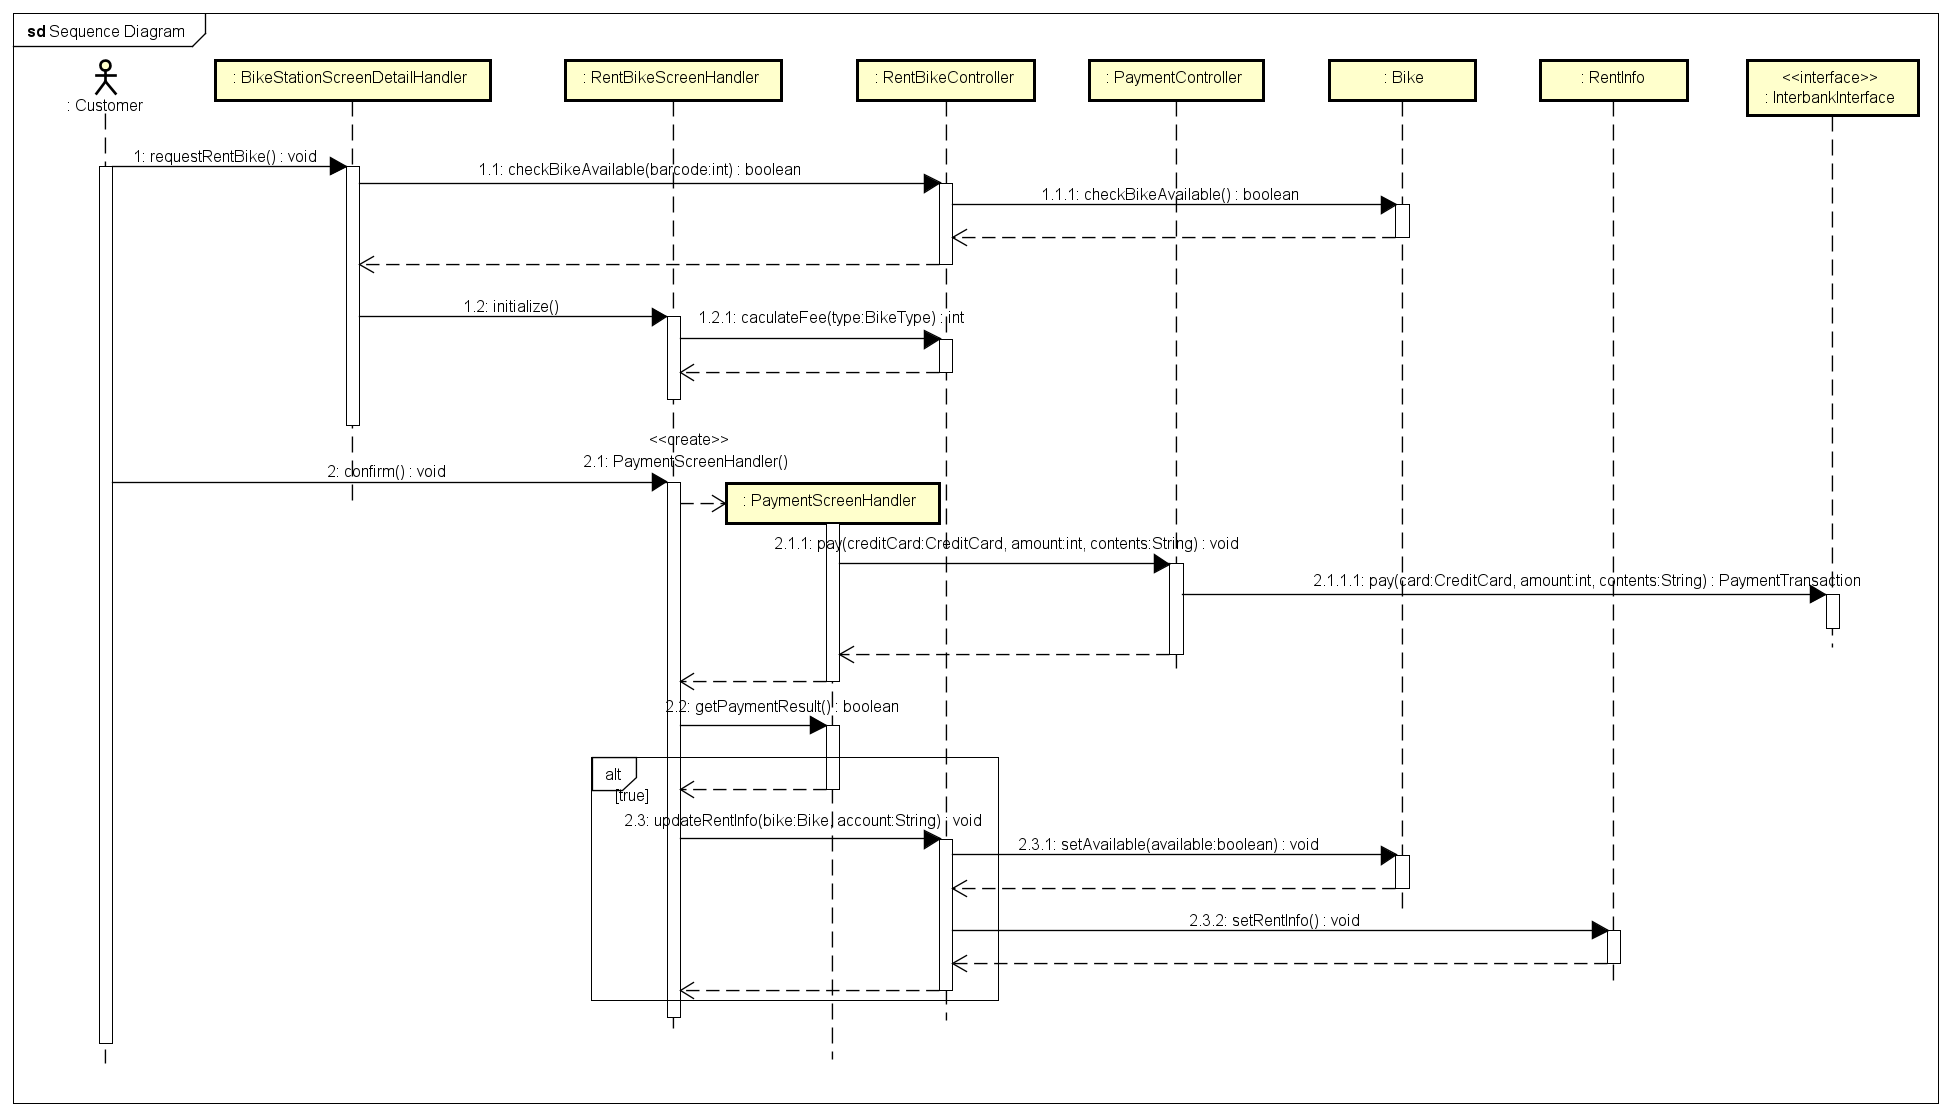 sd Sequence Diagram
: Customer
: BikeStationScreenDetailHandler
: RentBikeScreenHandler
: RentBikeController
: PaymentController
: Bike
: RentInfo
<<interface>>
: InterbankInterface
1: requestRentBike() : void
1.1: checkBikeAvailable(barcode:int) : boolean
1.1.1: checkBikeAvailable() : boolean
1.2: initialize()
1.2.1: caculateFee(type:BikeType) : int
<<create>>
2.1: PaymentScreenHandler()
2: confirm() : void
: PaymentScreenHandler
2.1.1: pay(creditCard:CreditCard, amount:int, contents:String) : void
2.1.1.1: pay(card:CreditCard, amount:int, contents:String) : PaymentTransaction
2.2: getPaymentResult() : boolean
alt
[true]
2.3: updateRentInfo(bike:Bike, account:String) : void
2.3.1: setAvailable(available:boolean) : void
2.3.2: setRentInfo() : void